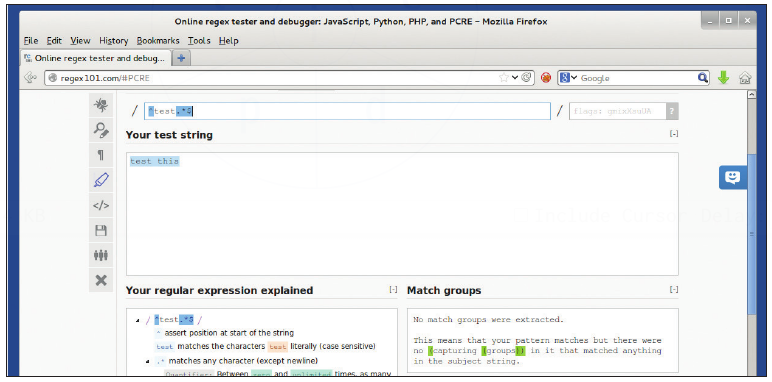 Online regex tester and debugger: JavaScript, Python, PHP, and PCRE – Mozilla Firefox
File Edit View History Bookmarks Tools Help
Online regex tester and debug...
regex101.com/#PCRE
Google
/ ^test.*$ /
?
Your test string [-]
test this
Your regular expression explained [-]
/ ^test.*$ /
^ assert position at start of the string
test matches the characters test literally (case sensitive)
.* matches any character (except newline)
Quantifier: Between zero and unlimited times, as many
Match groups [-]
No match groups were extracted.
This means that your pattern matches but there were
no (capturing (groups)) in it that matched anything
in the subject string.